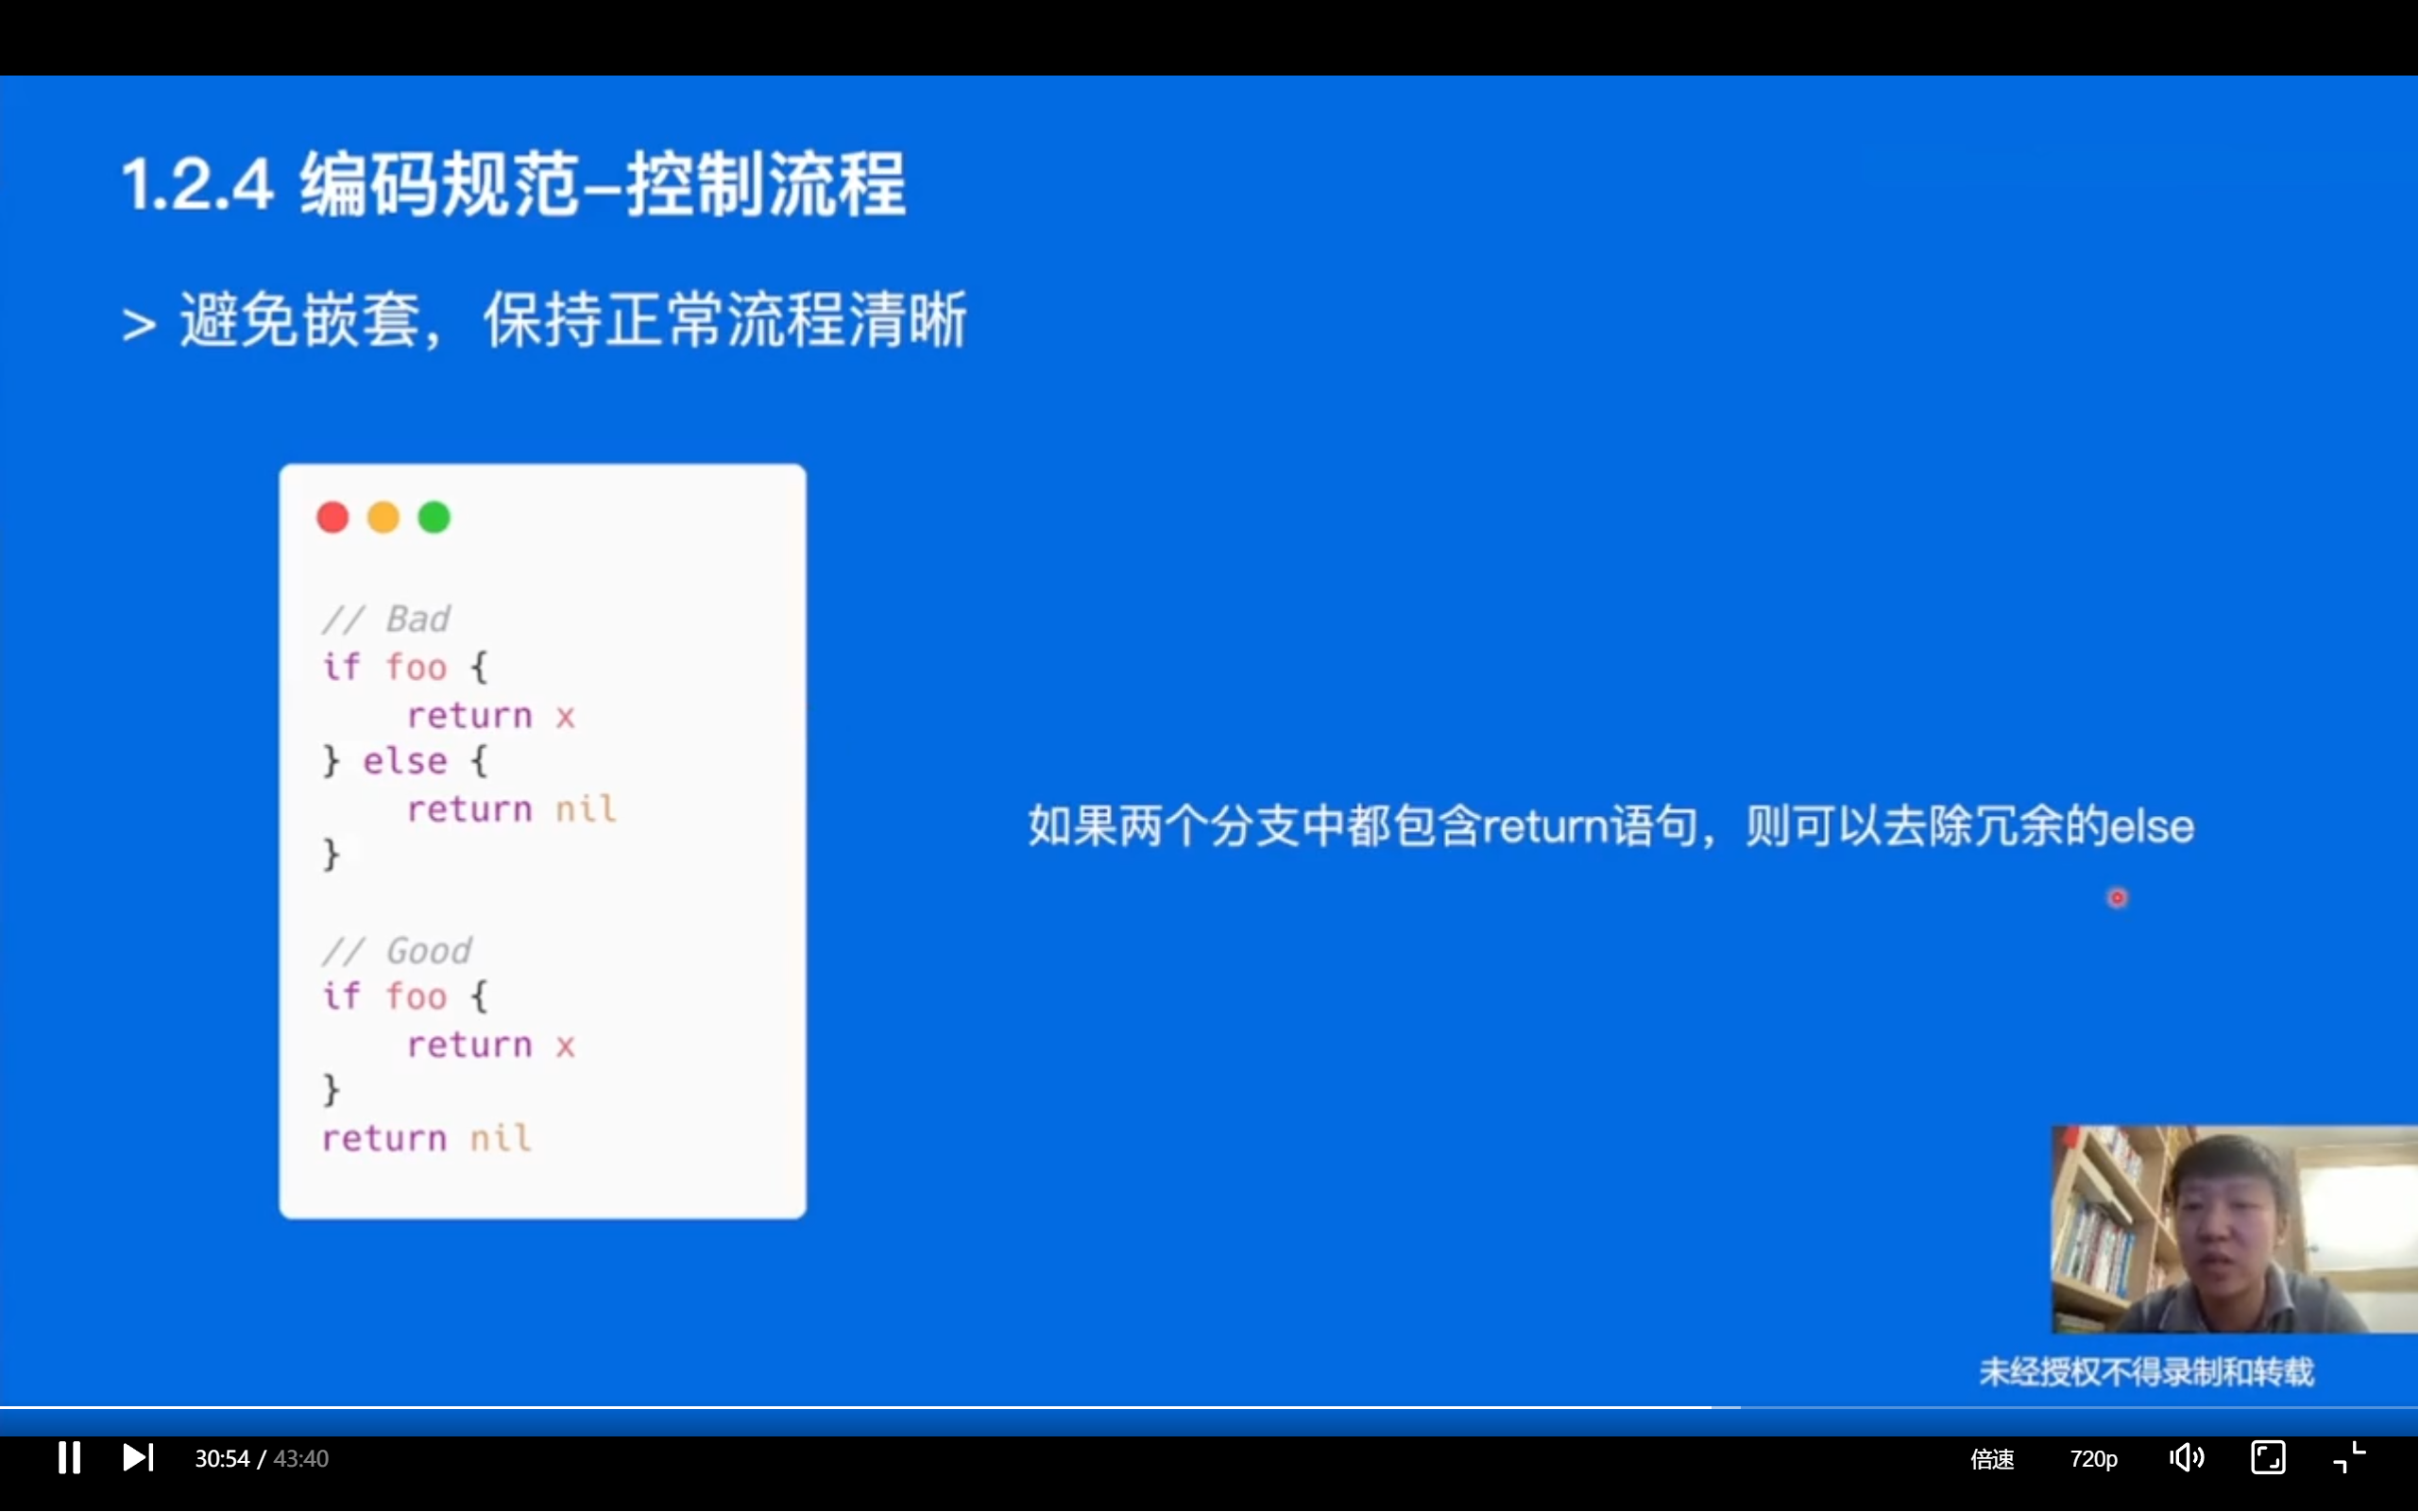 1.2.4 编码规范–控制流程
> 避免嵌套，保持正常流程清晰
// Bad
if foo {
    return x
} else {
    return nil
}
// Good
if foo {
    return x
}
return nil
如果两个分支中都包含return语句，则可以去除冗余的else
未经授权不得录制和转载
30:54 / 43:40
倍速
720p